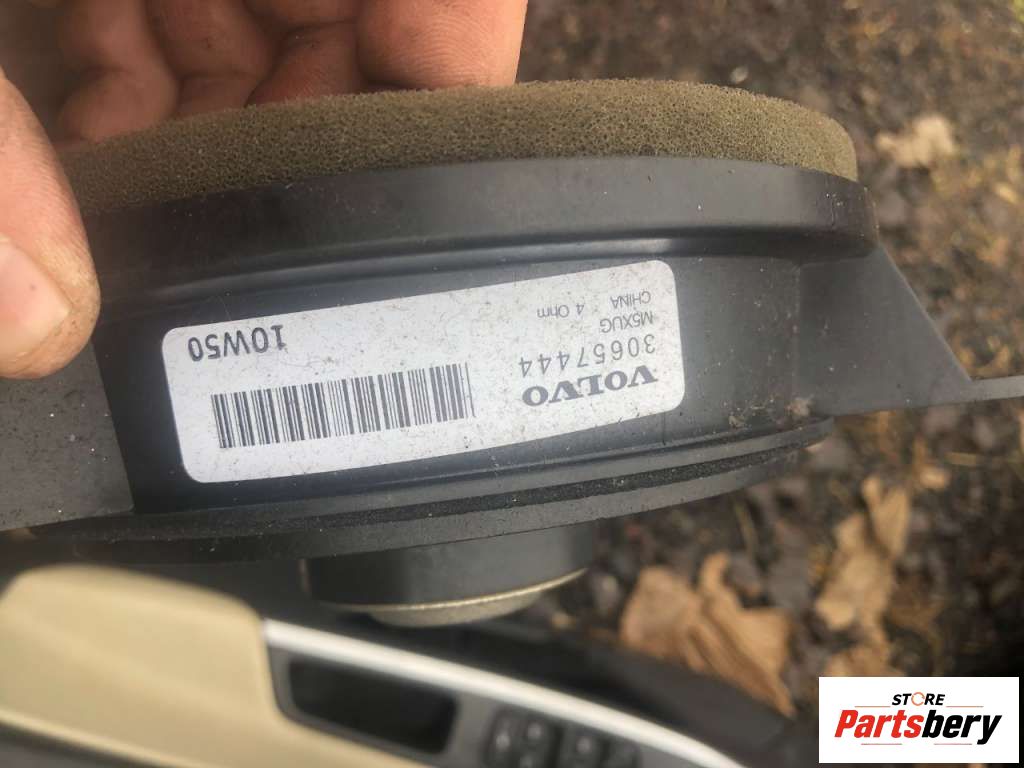 VOLVO
30657444
M5XUG
CHINA 4 Ohm
10W50
STORE
Partsbery